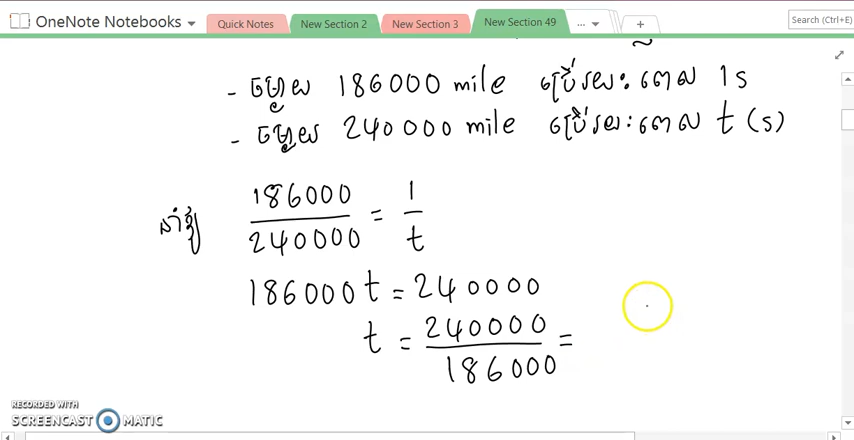 OneNote Notebooks
Quick Notes
New Section 2
New Section 3
New Section 49
...
+
Search (Ctrl+E)
- ចម្ងាយ 186000 mile ប្រើរយៈពេល 1s
- ចម្ងាយ 240000 mile ប្រើរយៈពេល t (s)
នាំឱ្យ 186000/240000 = 1/t
186000 t = 240000
t = 240000/186000 =
RECORDED WITH
SCREENCAST MATIC